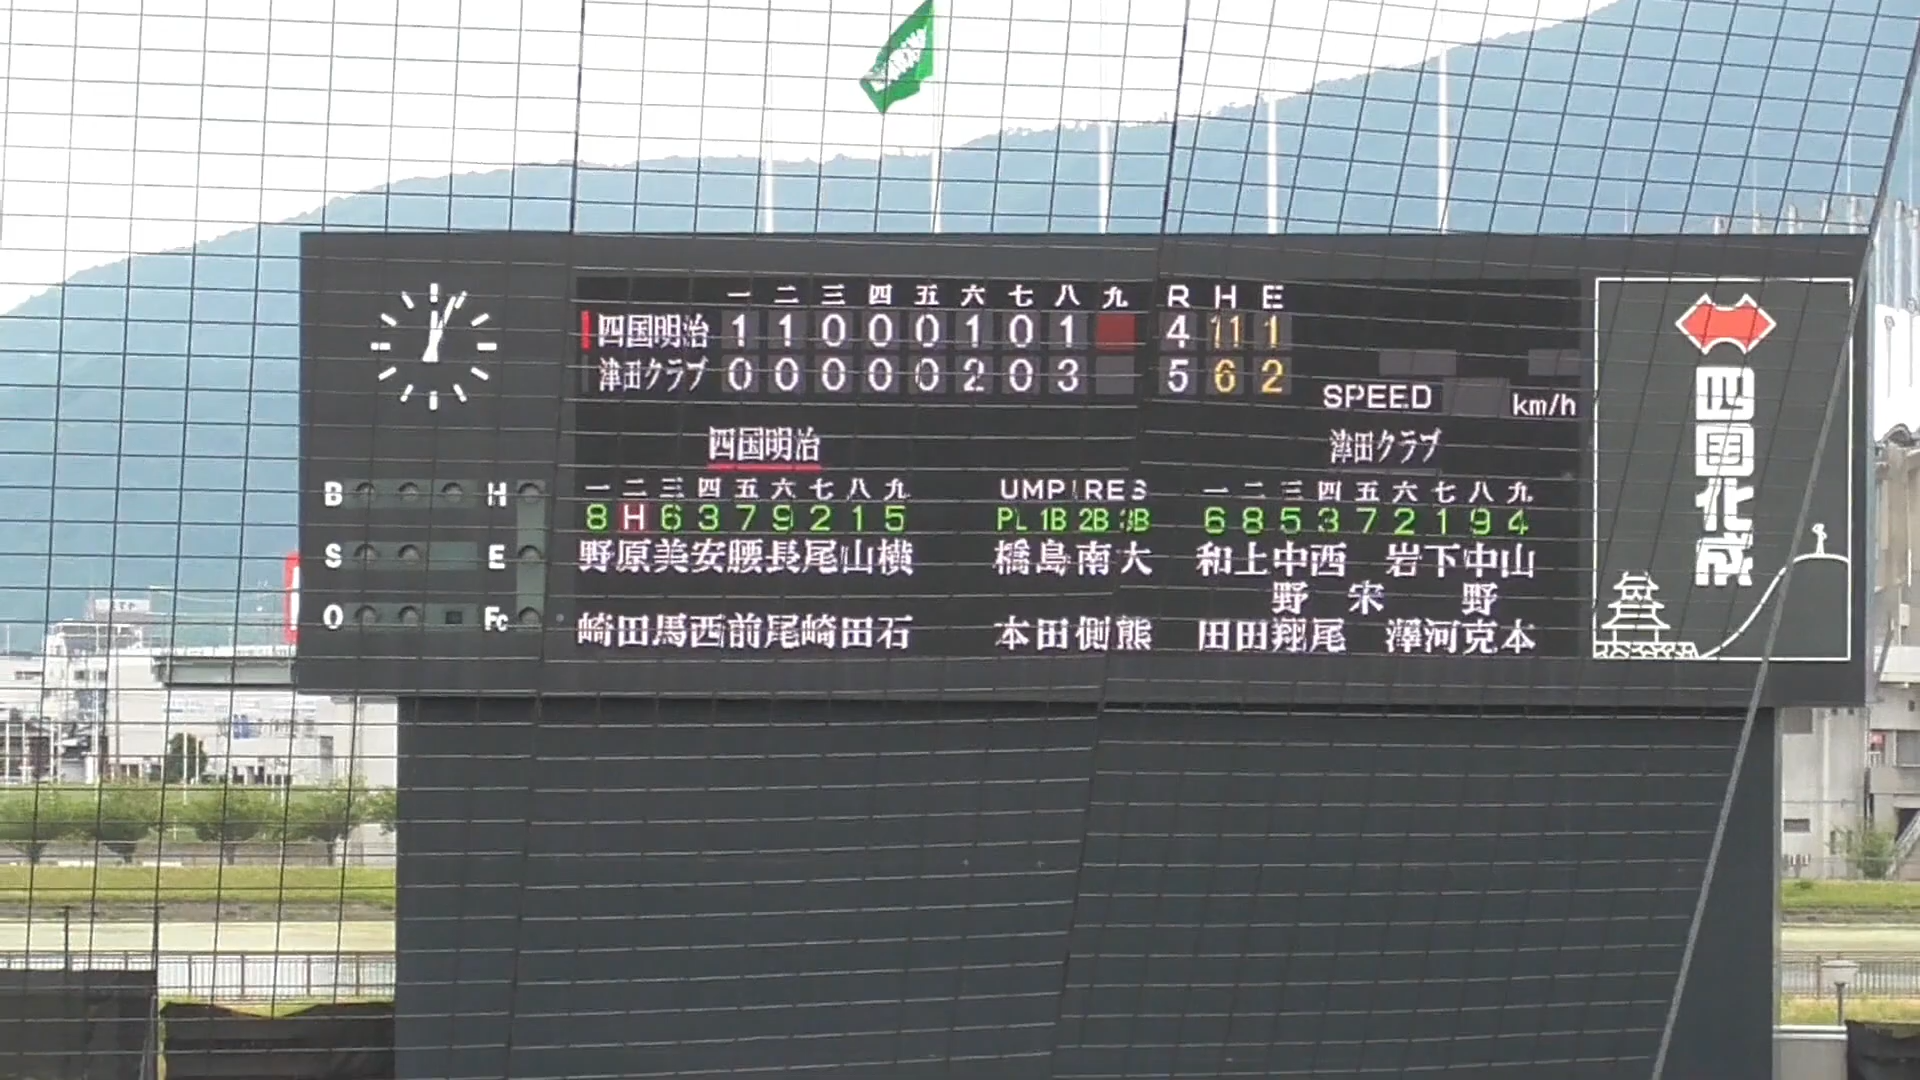 一 二 三 四 五 六 七 八 九 R H E
四国明治 1 1 0 0 0 1 0 1 4 11 1
津田クラブ 0 0 0 0 0 2 0 3 5 6 2
SPEED km/h
四国明治
一 二 三 四 五 六 七 八 九
8 H 6 3 7 9 2 1 5
野崎 原田 美馬 安西 腰前 長尾 尾崎 山田 横石
UMPIRES
PL 1B 2B 3B
橋本 島田 南側 大熊
津田クラブ
一 二 三 四 五 六 七 八 九
6 8 5 3 7 2 1 9 4
和田 上田 中野翔 西尾 宋 岩澤 下河 中野克 山本
B H
S E
O Fc
四国化成